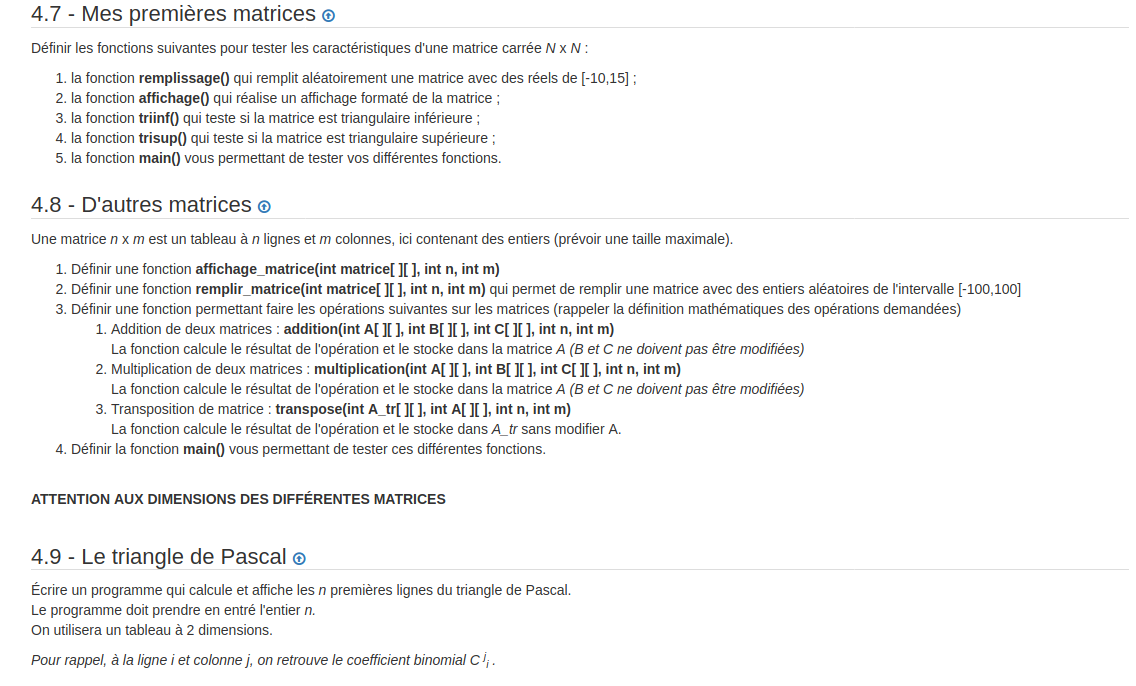 4.7 - Mes premières matrices
Définir les fonctions suivantes pour tester les caractéristiques d'une matrice carrée N x N :
1. la fonction remplissage() qui remplit aléatoirement une matrice avec des réels de [-10,15] ;
2. la fonction affichage() qui réalise un affichage formaté de la matrice ;
3. la fonction triinf() qui teste si la matrice est triangulaire inférieure ;
4. la fonction trisup() qui teste si la matrice est triangulaire supérieure ;
5. la fonction main() vous permettant de tester vos différentes fonctions.
4.8 - D'autres matrices
Une matrice n x m est un tableau à n lignes et m colonnes, ici contenant des entiers (prévoir une taille maximale).
1. Définir une fonction affichage_matrice(int matrice[ ][ ], int n, int m)
2. Définir une fonction remplir_matrice(int matrice[ ][ ], int n, int m) qui permet de remplir une matrice avec des entiers aléatoires de l'intervalle [-100,100]
3. Définir une fonction permettant faire les opérations suivantes sur les matrices (rappeler la définition mathématiques des opérations demandées)
1. Addition de deux matrices : addition(int A[ ][ ], int B[ ][ ], int C[ ][ ], int n, int m)
La fonction calcule le résultat de l'opération et le stocke dans la matrice A (B et C ne doivent pas être modifiées)
2. Multiplication de deux matrices : multiplication(int A[ ][ ], int B[ ][ ], int C[ ][ ], int n, int m)
La fonction calcule le résultat de l'opération et le stocke dans la matrice A (B et C ne doivent pas être modifiées)
3. Transposition de matrice : transpose(int A_tr[ ][ ], int A[ ][ ], int n, int m)
La fonction calcule le résultat de l'opération et le stocke dans A_tr sans modifier A.
4. Définir la fonction main() vous permettant de tester ces différentes fonctions.
ATTENTION AUX DIMENSIONS DES DIFFÉRENTES MATRICES
4.9 - Le triangle de Pascal
Écrire un programme qui calcule et affiche les n premières lignes du triangle de Pascal.
Le programme doit prendre en entré l'entier n.
On utilisera un tableau à 2 dimensions.
Pour rappel, à la ligne i et colonne j, on retrouve le coefficient binomial C j i .